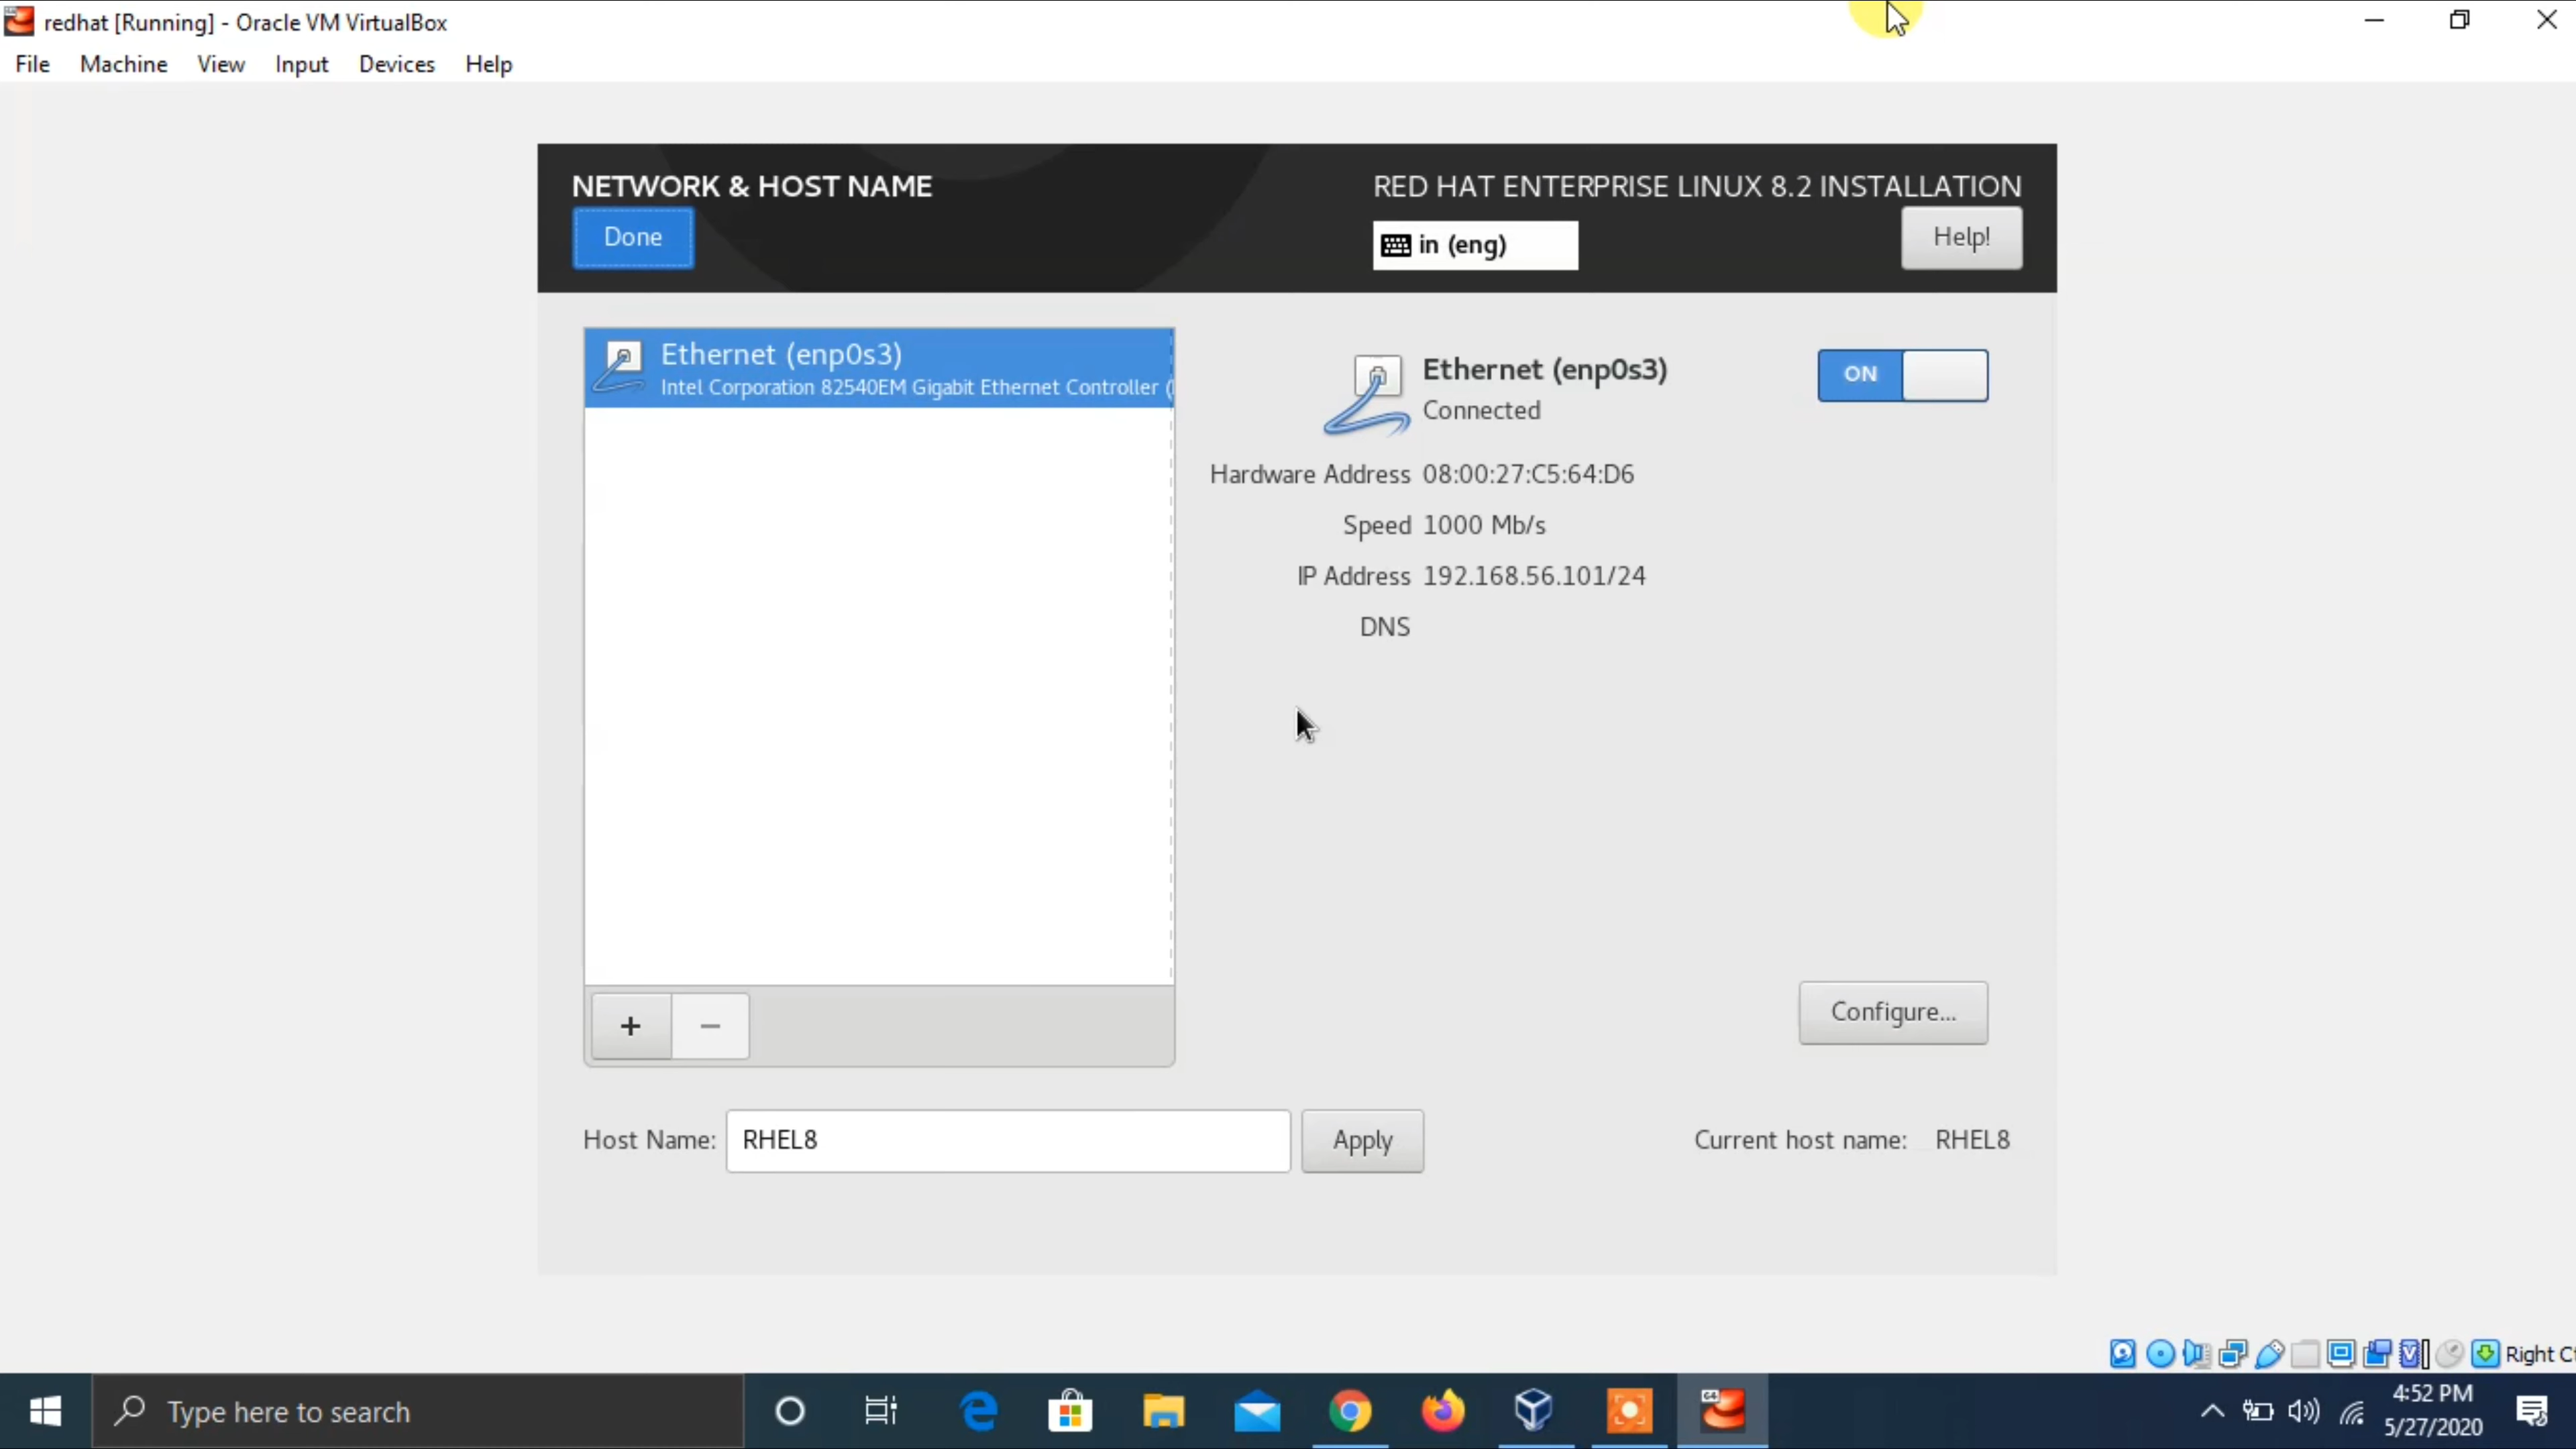 redhat [Running] - Oracle VM VirtualBox
File Machine View Input Devices Help
NETWORK & HOST NAME
RED HAT ENTERPRISE LINUX 8.2 INSTALLATION
Done
in (eng)
Help!
Ethernet (enp0s3)
Intel Corporation 82540EM Gigabit Ethernet Controller (
Ethernet (enp0s3)
Connected
ON
Hardware Address 08:00:27:C5:64:D6
Speed 1000 Mb/s
IP Address 192.168.56.101/24
DNS
+ −
Configure...
Host Name: RHEL8 Apply
Current host name: RHEL8
Right C
Type here to search
64
4:52 PM
5/27/2020